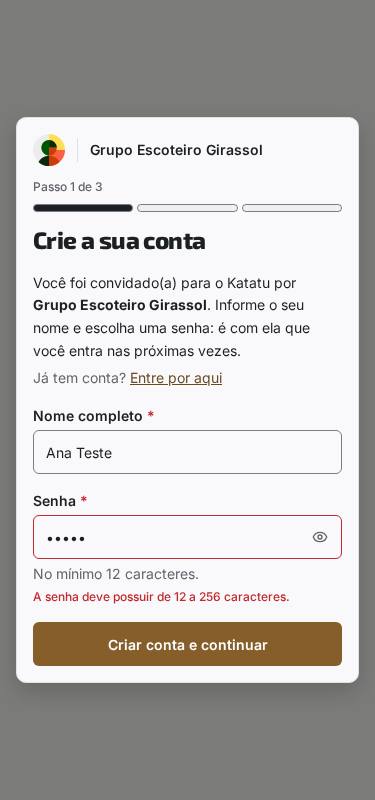 Grupo Escoteiro Girassol
Passo 1 de 3
Crie a sua conta
Você foi convidado(a) para o Katatu por
Grupo Escoteiro Girassol. Informe o seu
nome e escolha uma senha: é com ela que
você entra nas próximas vezes.
Já tem conta? Entre por aqui
Nome completo *
Ana Teste
Senha *
•••••
No mínimo 12 caracteres.
A senha deve possuir de 12 a 256 caracteres.
Criar conta e continuar